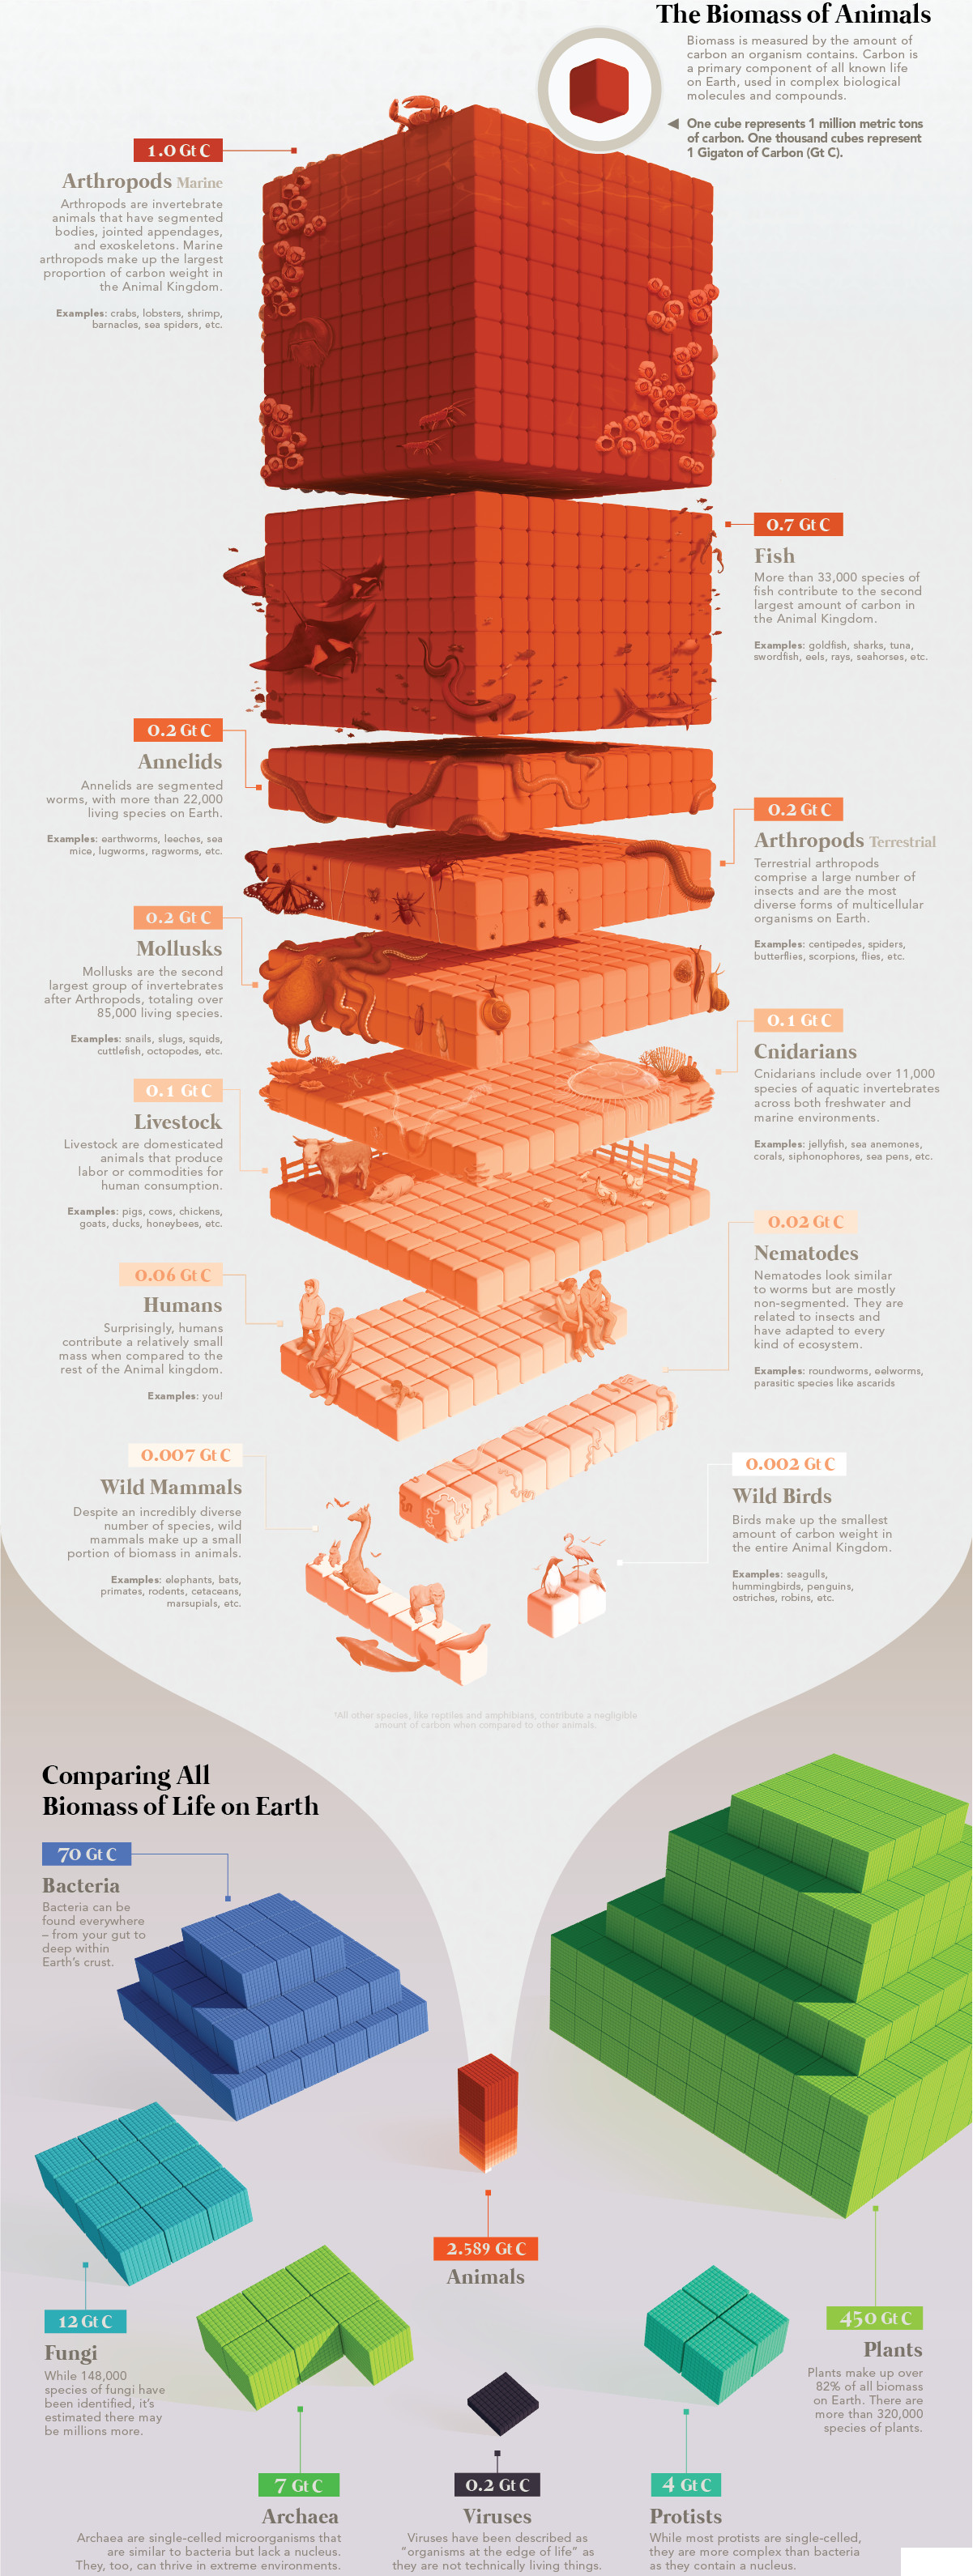 The Biomass of Animals
Biomass is measured by the amount of
carbon an organism contains. Carbon is
a primary component of all known life
on Earth, used in complex biological
molecules and compounds.
One cube represents 1 million metric tons
of carbon. One thousand cubes represent
1 Gigaton of Carbon (Gt C).
1.0 Gt C
Arthropods Marine
Arthropods are invertebrate
animals that have segmented
bodies, jointed appendages,
and exoskeletons. Marine
arthropods make up the largest
proportion of carbon weight in
the Animal Kingdom.
Examples: crabs, lobsters, shrimp,
barnacles, sea spiders, etc.
0.7 Gt C
Fish
More than 33,000 species of
fish contribute to the second
largest amount of carbon in
the Animal Kingdom.
Examples: goldfish, sharks, tuna,
swordfish, eels, rays, seahorses, etc.
0.2 Gt C
Annelids
Annelids are segmented
worms, with more than 22,000
living species on Earth.
Examples: earthworms, leeches, sea
mice, lugworms, ragworms, etc.
0.2 Gt C
Arthropods Terrestrial
Terrestrial arthropods
comprise a large number of
insects and are the most
diverse forms of multicellular
organisms on Earth.
Examples: centipedes, spiders,
butterflies, scorpions, flies, etc.
0.2 Gt C
Mollusks
Mollusks are the second
largest group of invertebrates
after Arthropods, totaling over
85,000 living species.
Examples: snails, slugs, squids,
cuttlefish, octopodes, etc.
0.1 Gt C
Cnidarians
Cnidarians include over 11,000
species of aquatic invertebrates
across both freshwater and
marine environments.
Examples: jellyfish, sea anemones,
corals, siphonophores, sea pens, etc.
0.1 Gt C
Livestock
Livestock are domesticated
animals that produce
labor or commodities for
human consumption.
Examples: pigs, cows, chickens,
goats, ducks, honeybees, etc.
0.02 Gt C
Nematodes
Nematodes look similar
to worms but are mostly
non-segmented. They are
related to insects and
have adapted to every
kind of ecosystem.
Examples: roundworms, eelworms,
parasitic species like ascarids
0.06 Gt C
Humans
Surprisingly, humans
contribute a relatively small
mass when compared to the
rest of the Animal kingdom.
Examples: you!
0.007 Gt C
Wild Mammals
Despite an incredibly diverse
number of species, wild
mammals make up a small
portion of biomass in animals.
Examples: elephants, bats,
primates, rodents, cetaceans,
marsupials, etc.
0.002 Gt C
Wild Birds
Birds make up the smallest
amount of carbon weight in
the entire Animal Kingdom.
Examples: seagulls,
hummingbirds, penguins,
ostriches, robins, etc.
*All other species, like reptiles and amphibians, contribute a negligible
amount of carbon when compared to other animals.
Comparing All
Biomass of Life on Earth
70 Gt C
Bacteria
Bacteria can be
found everywhere
– from your gut to
deep within
Earth's crust.
2.589 Gt C
Animals
12 Gt C
Fungi
While 148,000
species of fungi have
been identified, it's
estimated there may
be millions more.
450 Gt C
Plants
Plants make up over
82% of all biomass
on Earth. There are
more than 320,000
species of plants.
7 Gt C
Archaea
Archaea are single-celled microorganisms that
are similar to bacteria but lack a nucleus.
They, too, can thrive in extreme environments.
0.2 Gt C
Viruses
Viruses have been described as
"organisms at the edge of life" as
they are not technically living things.
4 Gt C
Protists
While most protists are single-celled,
they are more complex than bacteria
as they contain a nucleus.